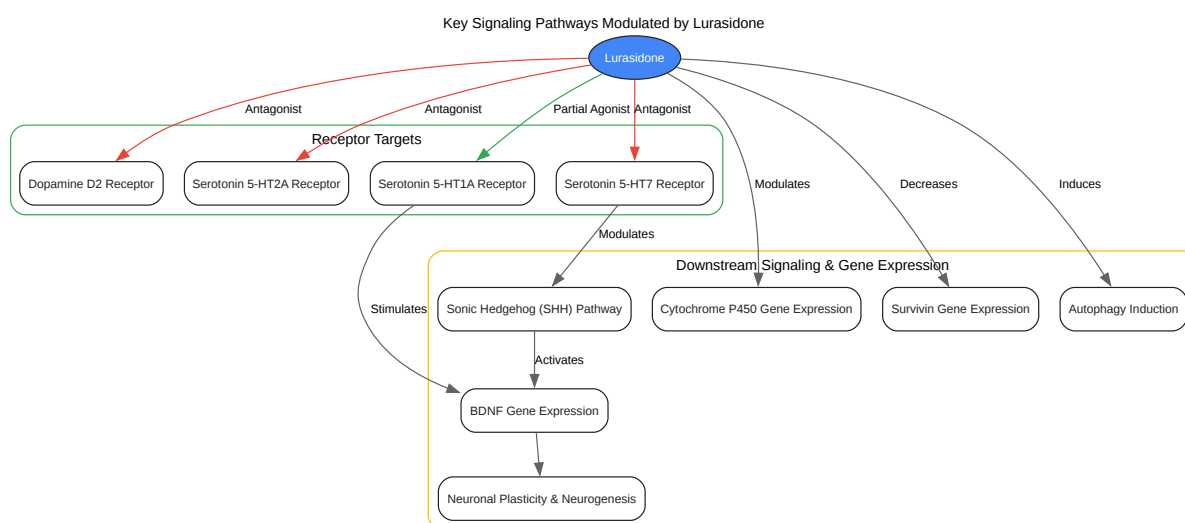 Key Signaling Pathways Modulated by Lurasidone
Lurasidone
Antagonist
Antagonist
Partial Agonist
Antagonist
Receptor Targets
Dopamine D2 Receptor
Serotonin 5-HT2A Receptor
Serotonin 5-HT1A Receptor
Serotonin 5-HT7 Receptor
Modulates
Decreases
Induces
Modulates
Downstream Signaling & Gene Expression
Stimulates
Sonic Hedgehog (SHH) Pathway
Cytochrome P450 Gene Expression
Survivin Gene Expression
Autophagy Induction
Activates
BDNF Gene Expression
Neuronal Plasticity & Neurogenesis